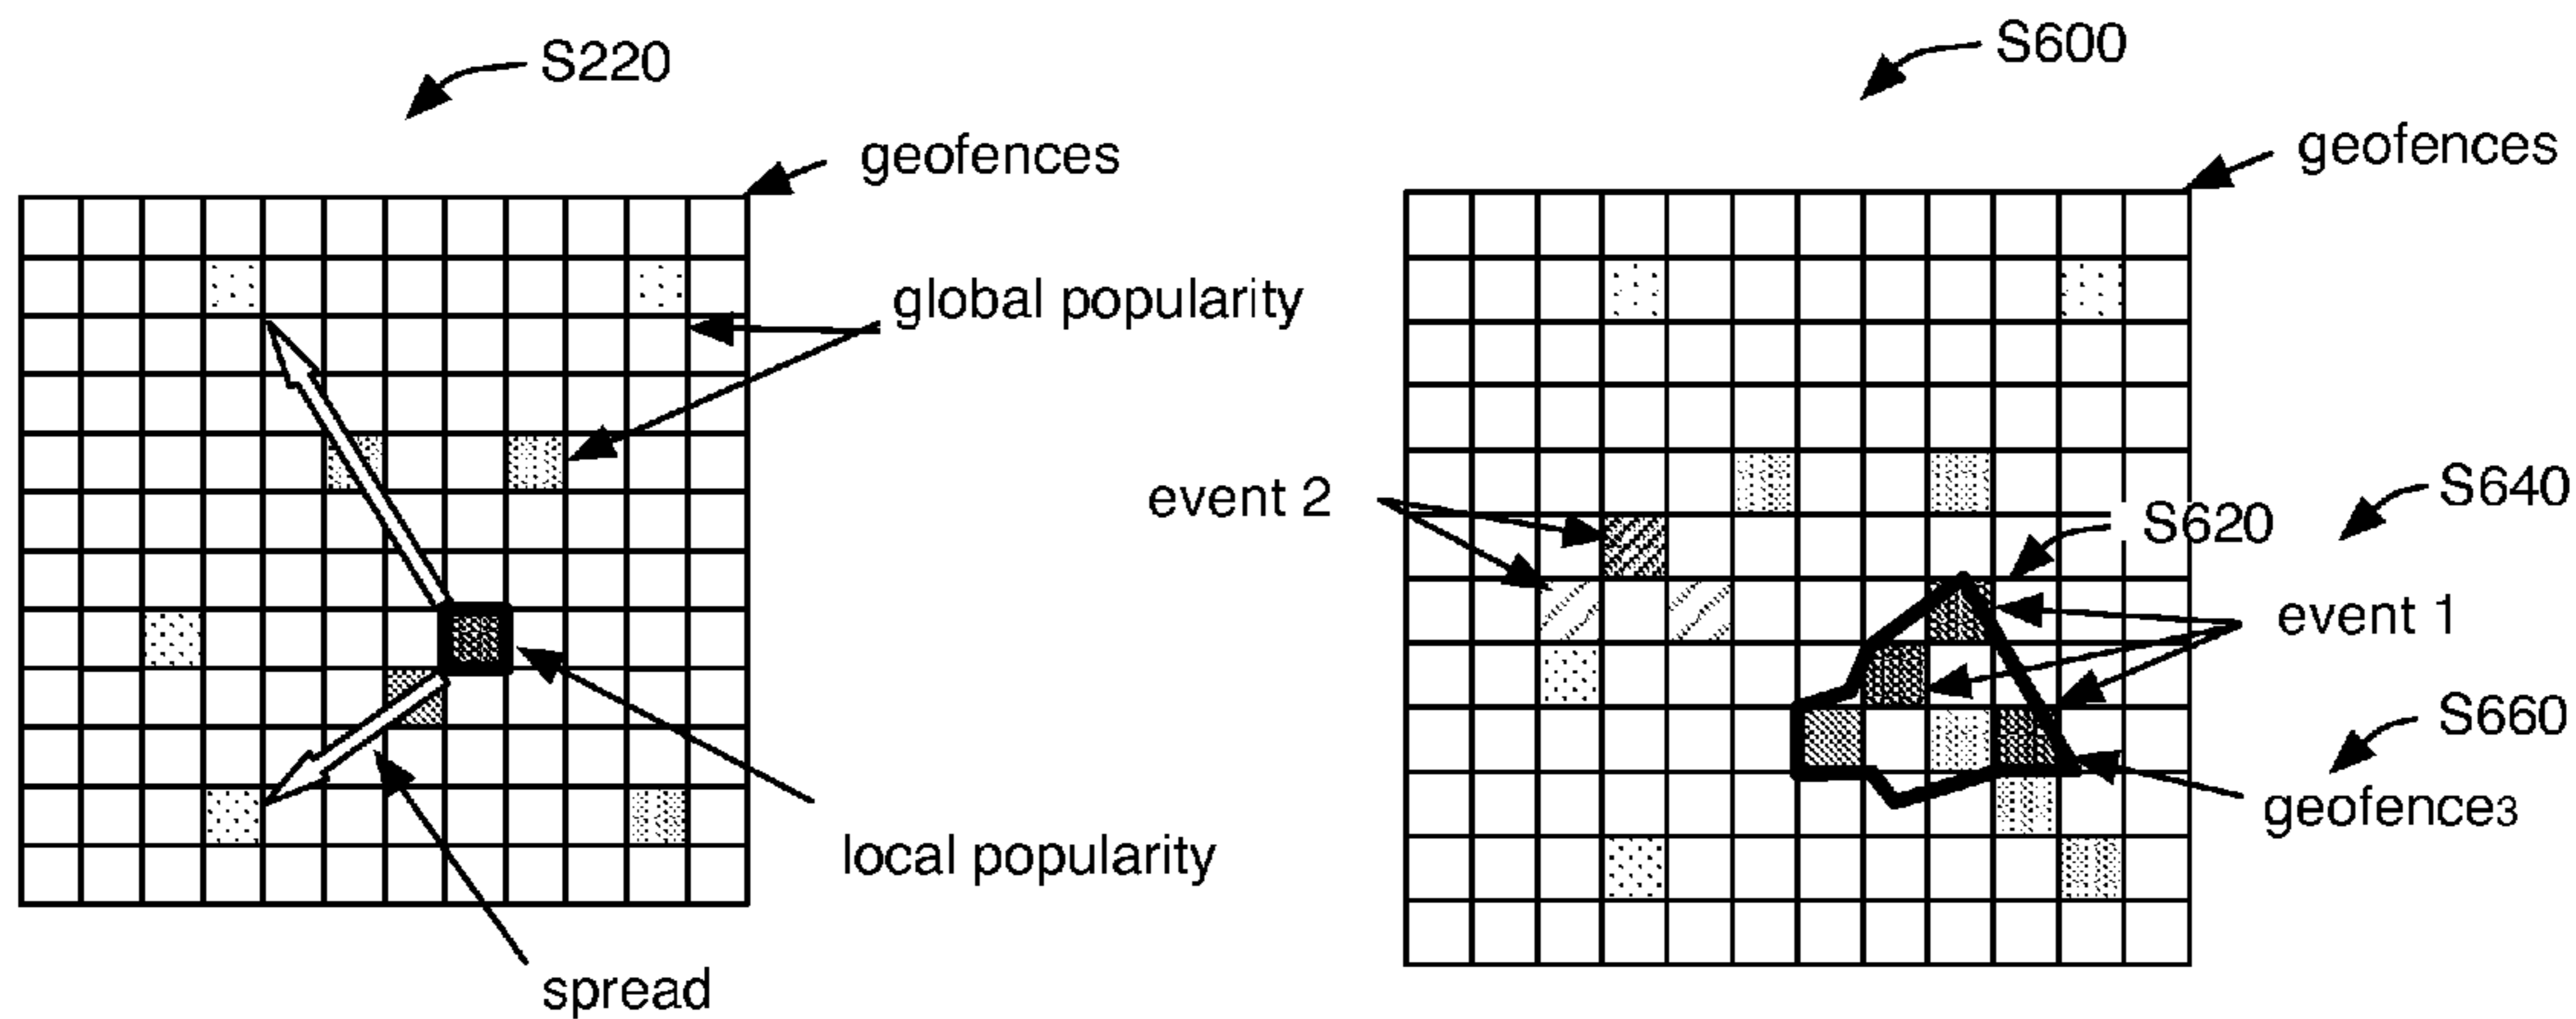 S220
geofences
global popularity
local popularity
spread
S600
geofences
event 2
S640
S620
event 1
S660
geofence3